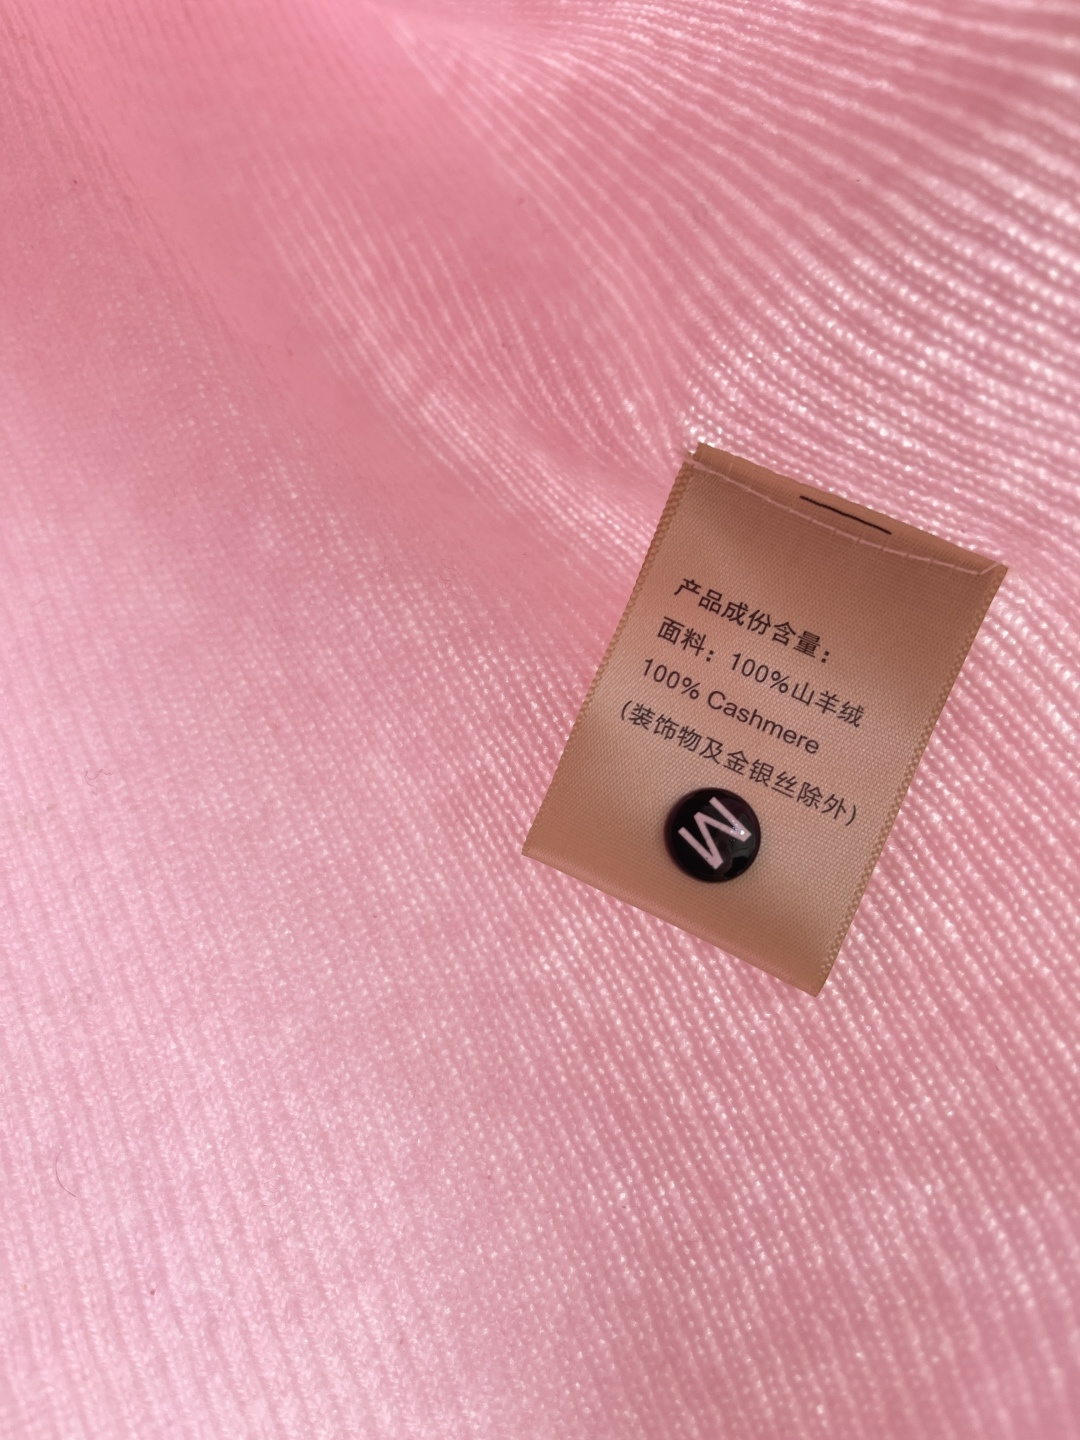 产品成份含量：
面料：100%山羊绒
100% Cashmere
(装饰物及金银丝除外)
M